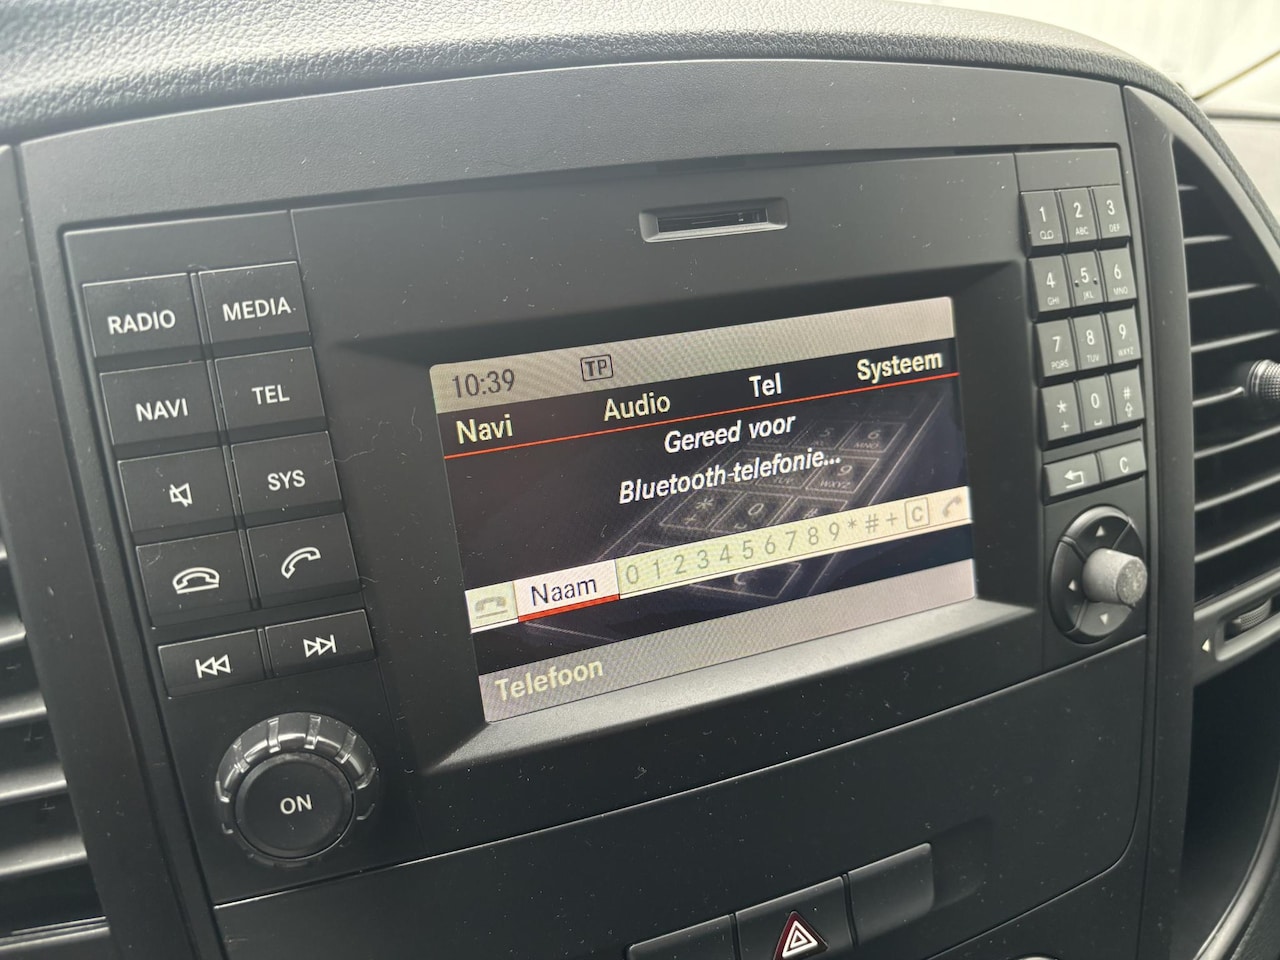 RADIO
MEDIA
NAVI
TEL
SYS
ON
10:39 TP
Navi Audio Tel Systeem
Gereed voor
Bluetooth-telefonie...
Naam 0 1 2 3 4 5 6 7 8 9 * # + C
Telefoon
1 2 ABC 3 DEF
4 GHI 5 JKL 6 MNO
7 PQRS 8 TUV 9 WXYZ
* + 0 #
C